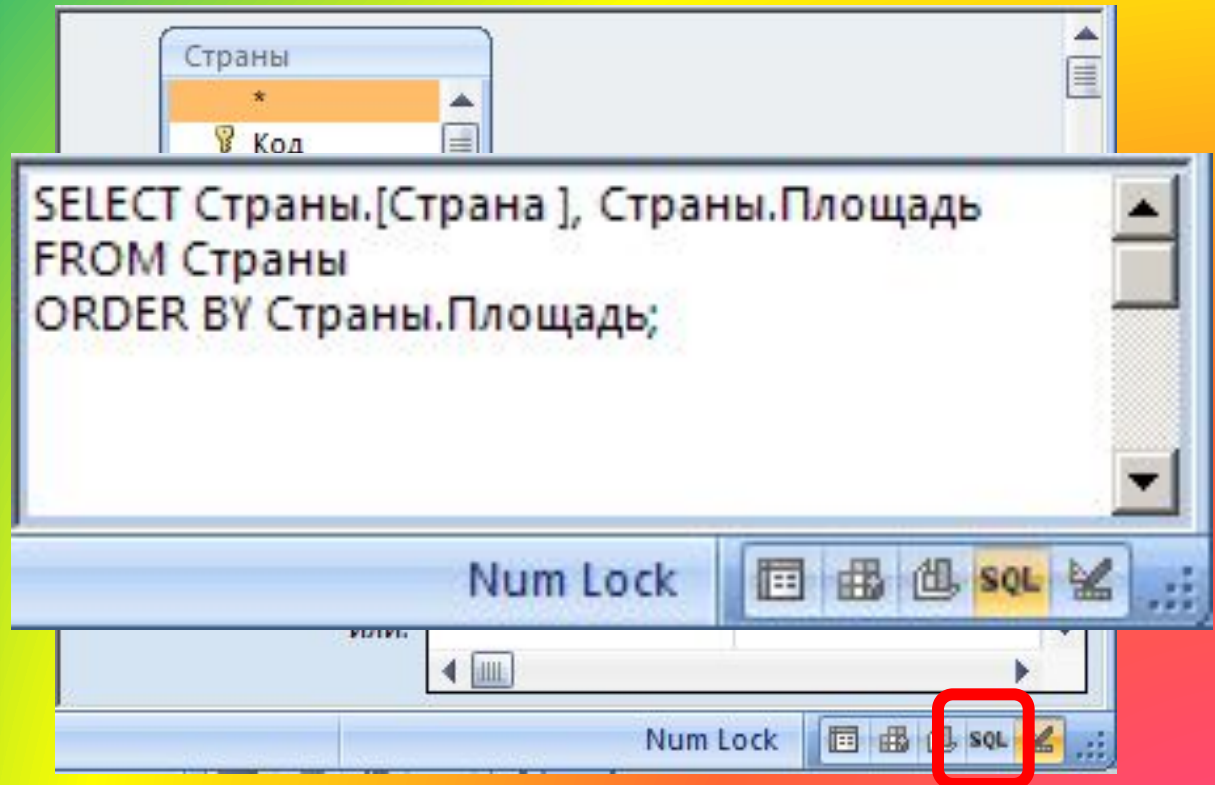 Страны
*
Код
SELECT Страны.[Страна ], Страны.Площадь
FROM Страны
ORDER BY Страны.Площадь;
Num Lock SQL
или:
Num Lock SQL